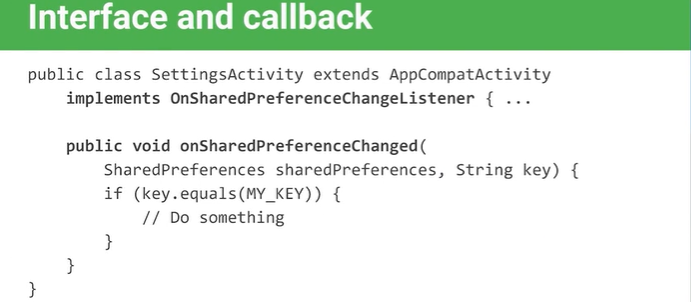 Interface and callback
public class SettingsActivity extends AppCompatActivity
implements OnSharedPreferenceChangeListener { ...
public void onSharedPreferenceChanged(
SharedPreferences sharedPreferences, String key) {
if (key.equals(MY_KEY)) {
// Do something
}
}
}